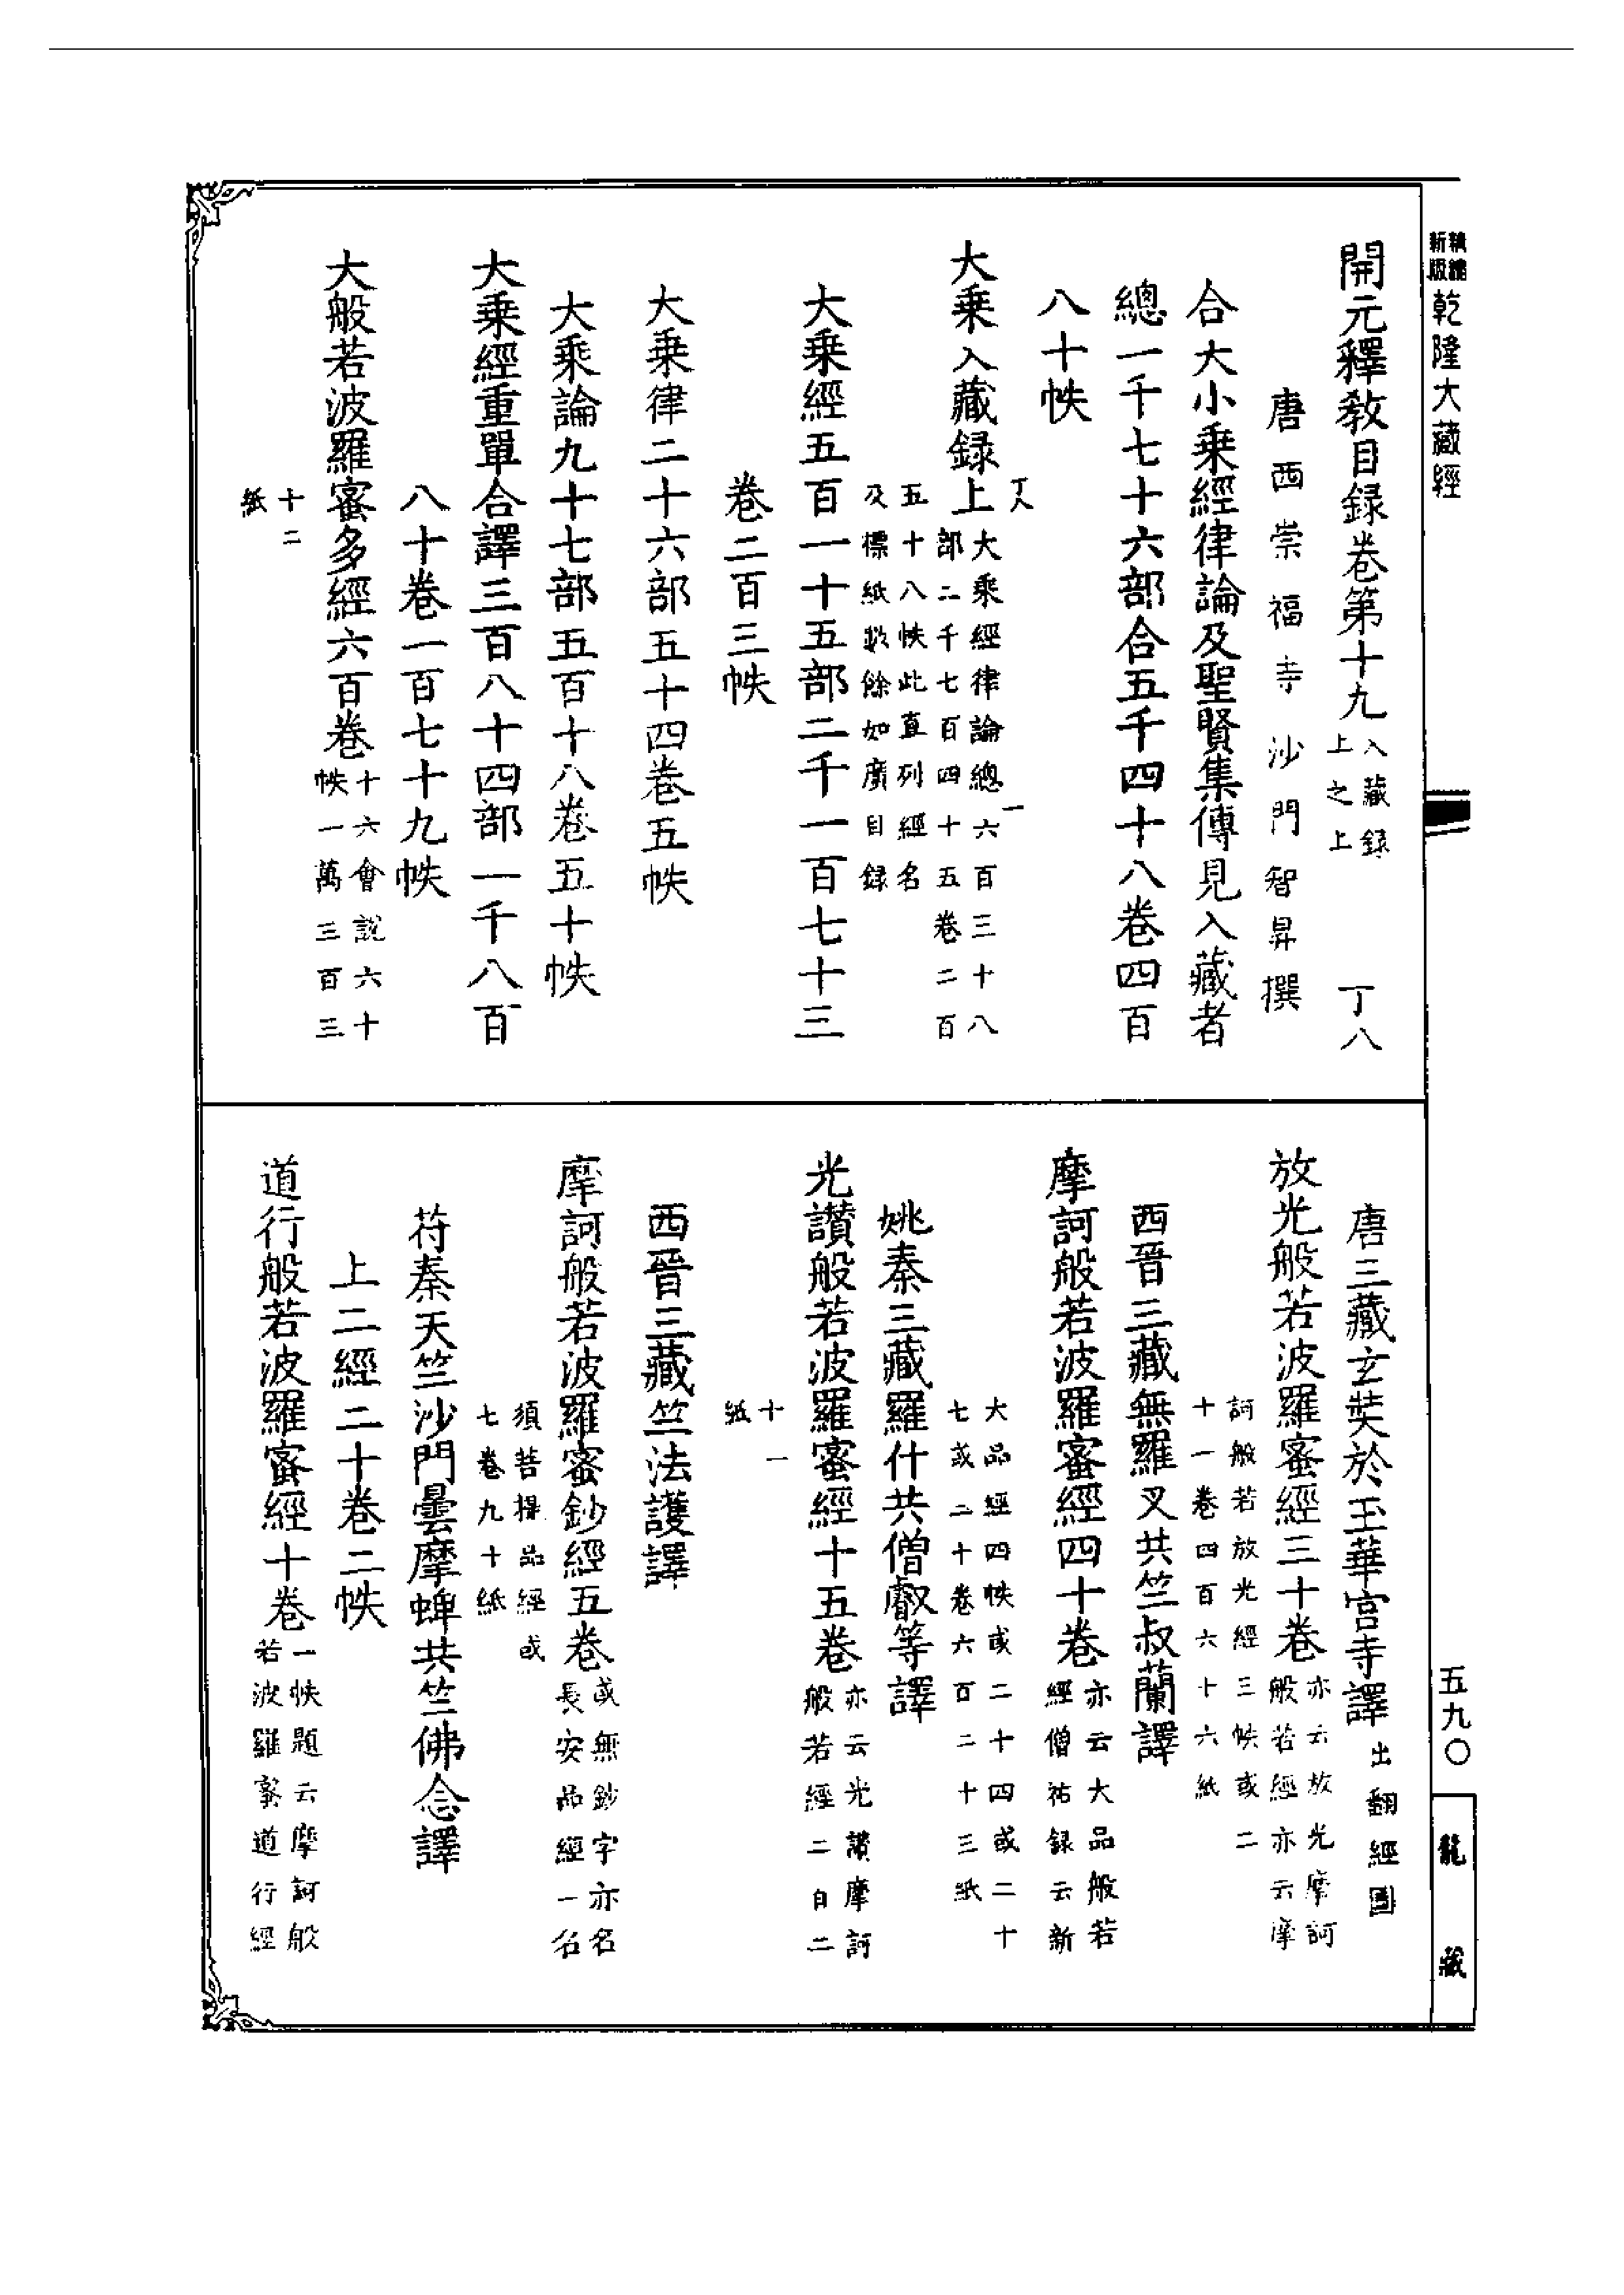 精縮新版乾隆大藏經
開元釋教目録卷第十九 入藏録上之上 丁八
唐西崇福寺沙門智昇撰
合大小乘經律論及聖賢集傳見入藏者
總一千七十六部合五千四十八卷四百
八十帙
丁八 一
大乘入藏録上 大乘經律論總六百三十八部二千七百四十五卷二百
五十八帙此直列經名及標紙數餘如廣目録
大乘經五百一十五部二千一百七十三
卷二百三帙
大乘律二十六部五十四卷五帙
大乘論九十七部五百十八卷五十帙
大乘經重單合譯三百八十四部一千八百
八十卷一百七十九帙
大般若波羅蜜多經六百卷 十六會説六十帙一萬三百三
十二紙
唐三藏玄奘於玉華宮寺譯 出翻經圖
放光般若波羅蜜經三十卷 亦云放光摩訶般若經亦云摩
訶般若放光經三帙或二十一卷四百六十六紙
西晉三藏無羅叉共竺叔蘭譯
摩訶般若波羅蜜經四十卷 亦云大品般若經僧祐録云新
大品經四帙或二十四或二十七或二十卷六百二十三紙
姚秦三藏羅什共僧叡等譯
光讚般若波羅蜜經十五卷 亦云光讚摩訶般若經二百二
十一紙
西晉三藏竺法護譯
摩訶般若波羅蜜鈔經五卷 或無鈔字亦名長安品經一名
須菩提品經或七卷九十紙
苻秦天竺沙門曇摩蜱共竺佛念譯
上二經二十卷二帙
道行般若波羅蜜經十卷 一帙題云摩訶般若波羅蜜道行經
五九〇
龍藏